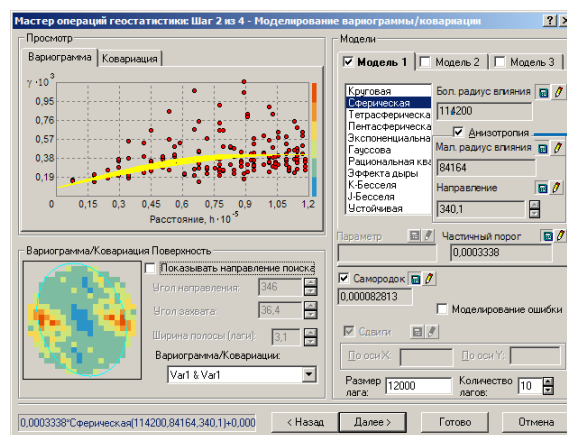 Мастер операций геостатистики: Шаг 2 из 4 - Моделирование вариограммы/ковариации
Просмотр
Вариограмма
Ковариация
γ·10³
0,95
0,76
0,57
0,38
0,19
0 0,15 0,3 0,45 0,6 0,75 0,9 1,05 1,2
Расстояние, h·10⁻⁵
Модели
Модель 1
Модель 2
Модель 3
Круговая
Сферическая
Тетрасферическа
Пентасферическа
Экспоненциальна
Гауссова
Рациональная ква
Эффекта дыры
К-Бесселя
J-Бесселя
Устойчивая
Бол. радиус влияния
114200
Анизотропия
Мал. радиус влияния
84164
Направление
340,1
Параметр
Частичный порог
0,0003338
Вариограмма/Ковариация Поверхность
Показывать направление поиска
Угол направления: 346
Угол захвата: 36,4
Ширина полосы (лаги): 3,1
Вариограмма/Ковариации:
Var1 & Var1
Самородок
0,000082813
Моделирование ошибки
Сдвиги
По оси X:
По оси Y:
Размер лага: 12000
Количество лагов: 10
0,0003338*Сферическая(114200,84164,340,1)+0,000
< Назад
Далее >
Готово
Отмена